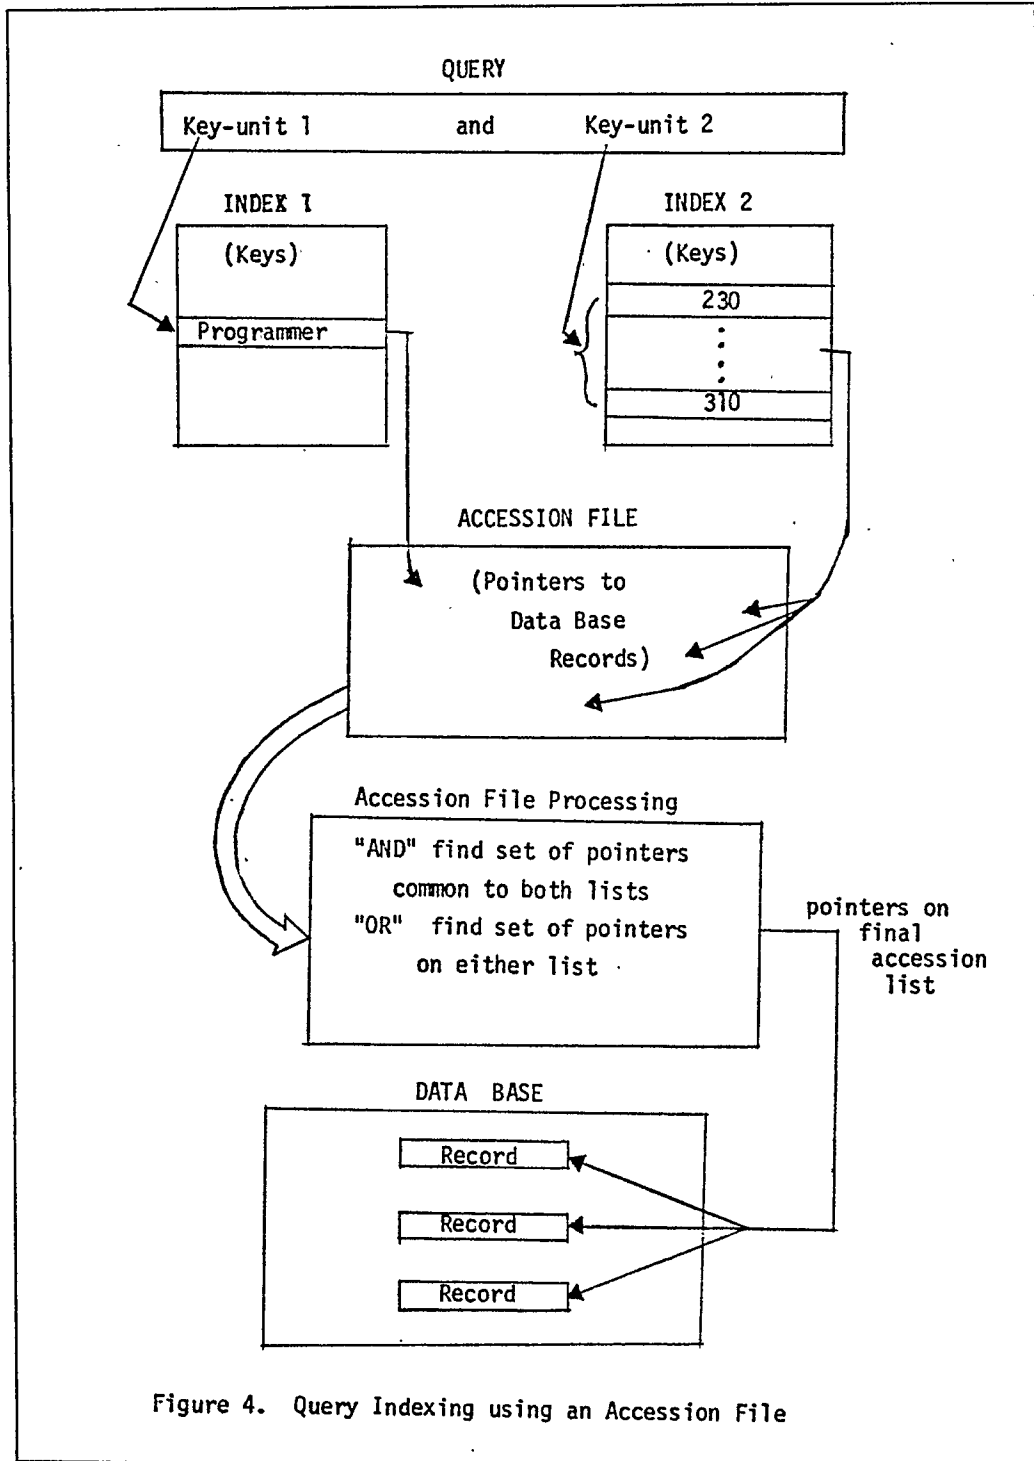 QUERY
Key-unit 1 and Key-unit 2
INDEX 1
(Keys)
Programmer
INDEX 2
(Keys)
230
310
ACCESSION FILE
(Pointers to
Data Base
Records)
Accession File Processing
"AND" find set of pointers
common to both lists
"OR" find set of pointers
on either list
pointers on
final
accession
list
DATA BASE
Record
Record
Record
Figure 4. Query Indexing using an Accession File